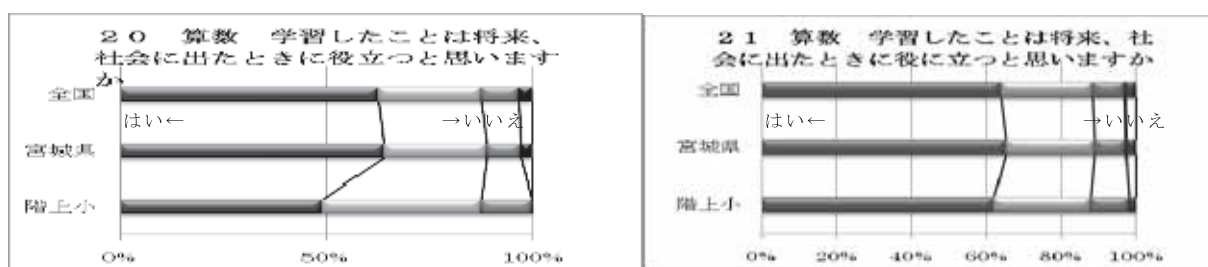 20 算数 学習したことは将来、
社会に出たときに役立つと思います
か
全国
はい← →いいえ
宮城県
階上小
0% 50% 100%
21 算数 学習したことは将来、社
会に出たときに役に立つと思いますか
全国
はい← →いいえ
宮城県
階上小
0% 20% 40% 60% 80% 100%